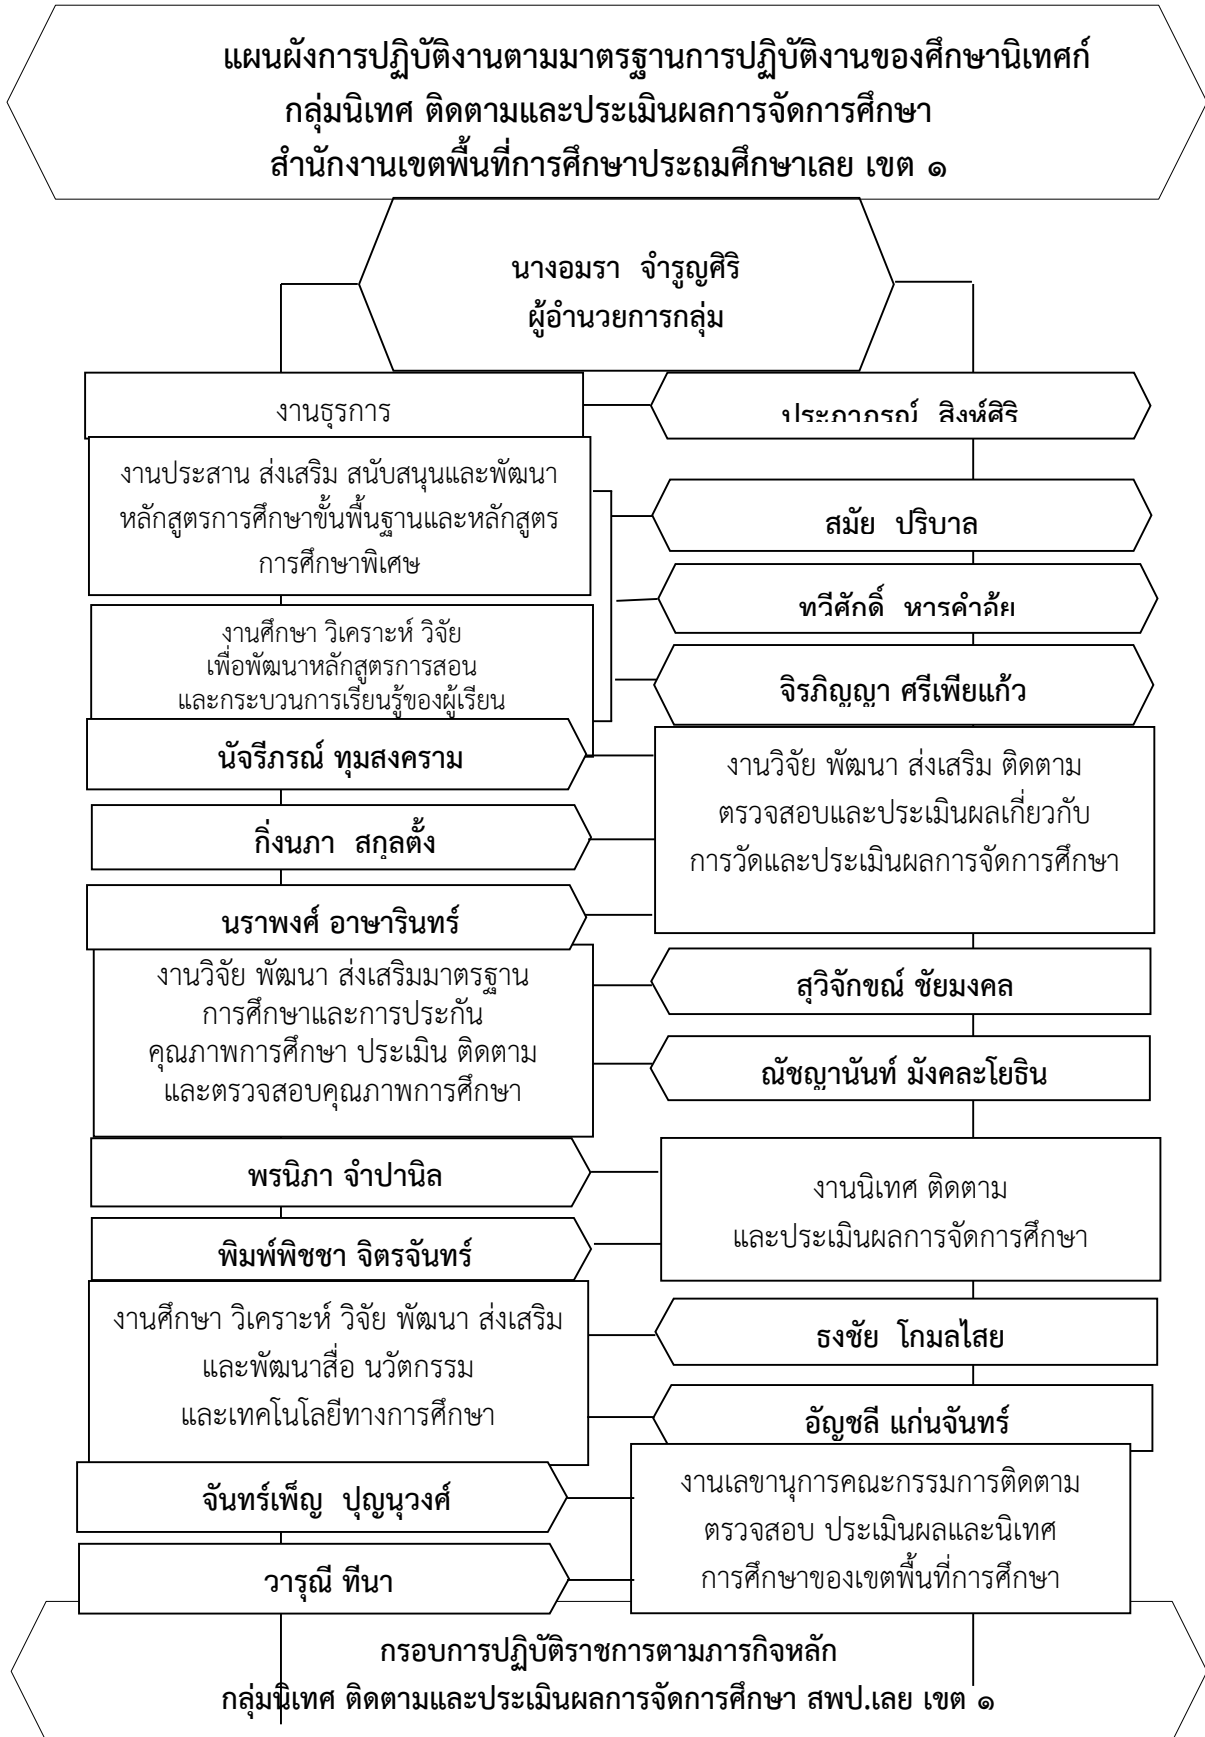 แผนผังการปฏิบัติงานตามมาตรฐานการปฏิบัติงานของศึกษานิเทศก์
กลุ่มนิเทศ ติดตามและประเมินผลการจัดการศึกษา
สำนักงานเขตพื้นที่การศึกษาประถมศึกษาเลย เขต ๑
นางอมรา จำรูญศิริ
ผู้อำนวยการกลุ่ม
งานธุรการ
ประภาภรณ์ สิงห์ศิริ
งานประสาน ส่งเสริม สนับสนุนและพัฒนา
หลักสูตรการศึกษาขั้นพื้นฐานและหลักสูตร
การศึกษาพิเศษ
สมัย ปริบาล
ทวีศักดิ์ หารคำอุ้ย
งานศึกษา วิเคราะห์ วิจัย
เพื่อพัฒนาหลักสูตรการสอน
และกระบวนการเรียนรู้ของผู้เรียน
จิรภิญญา ศรีเพียแก้ว
นัจรีภรณ์ ทุมสงคราม
กิ่งนภา สกุลตั้ง
นราพงศ์ อาษารินทร์
งานวิจัย พัฒนา ส่งเสริม ติดตาม
ตรวจสอบและประเมินผลเกี่ยวกับ
การวัดและประเมินผลการจัดการศึกษา
งานวิจัย พัฒนา ส่งเสริมมาตรฐาน
การศึกษาและการประกัน
คุณภาพการศึกษา ประเมิน ติดตาม
และตรวจสอบคุณภาพการศึกษา
สุวิจักขณ์ ชัยมงคล
ณัชญานันท์ มังคละโยธิน
พรนิภา จำปานิล
พิมพ์พิชชา จิตรจันทร์
งานนิเทศ ติดตาม
และประเมินผลการจัดการศึกษา
งานศึกษา วิเคราะห์ วิจัย พัฒนา ส่งเสริม
และพัฒนาสื่อ นวัตกรรม
และเทคโนโลยีทางการศึกษา
ธงชัย โกมลไสย
อัญชลี แก่นจันทร์
จันทร์เพ็ญ ปุญนุวงศ์
วารุณี ทีนา
งานเลขานุการคณะกรรมการติดตาม
ตรวจสอบ ประเมินผลและนิเทศ
การศึกษาของเขตพื้นที่การศึกษา
กรอบการปฏิบัติราชการตามภารกิจหลัก
กลุ่มนิเทศ ติดตามและประเมินผลการจัดการศึกษา สพป.เลย เขต ๑